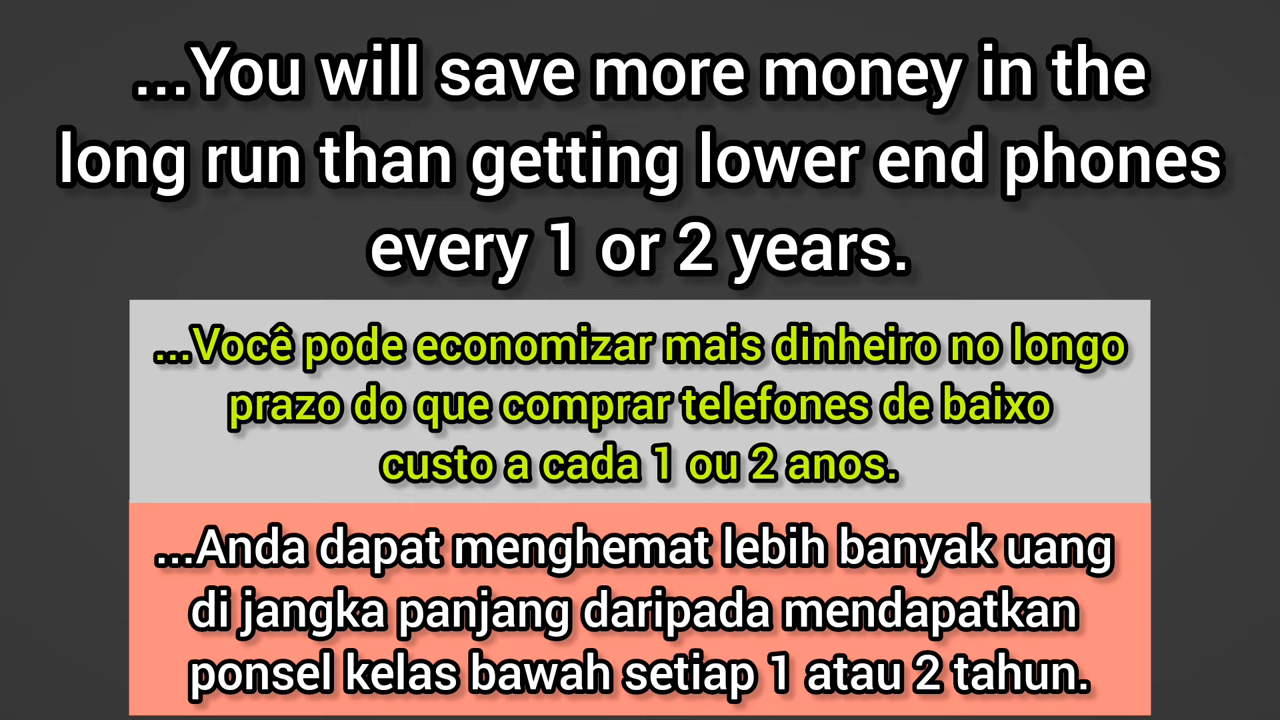 ...You will save more money in the
long run than getting lower end phones
every 1 or 2 years.
...Você pode economizar mais dinheiro no longo
prazo do que comprar telefones de baixo
custo a cada 1 ou 2 anos.
...Anda dapat menghemat lebih banyak uang
di jangka panjang daripada mendapatkan
ponsel kelas bawah setiap 1 atau 2 tahun.